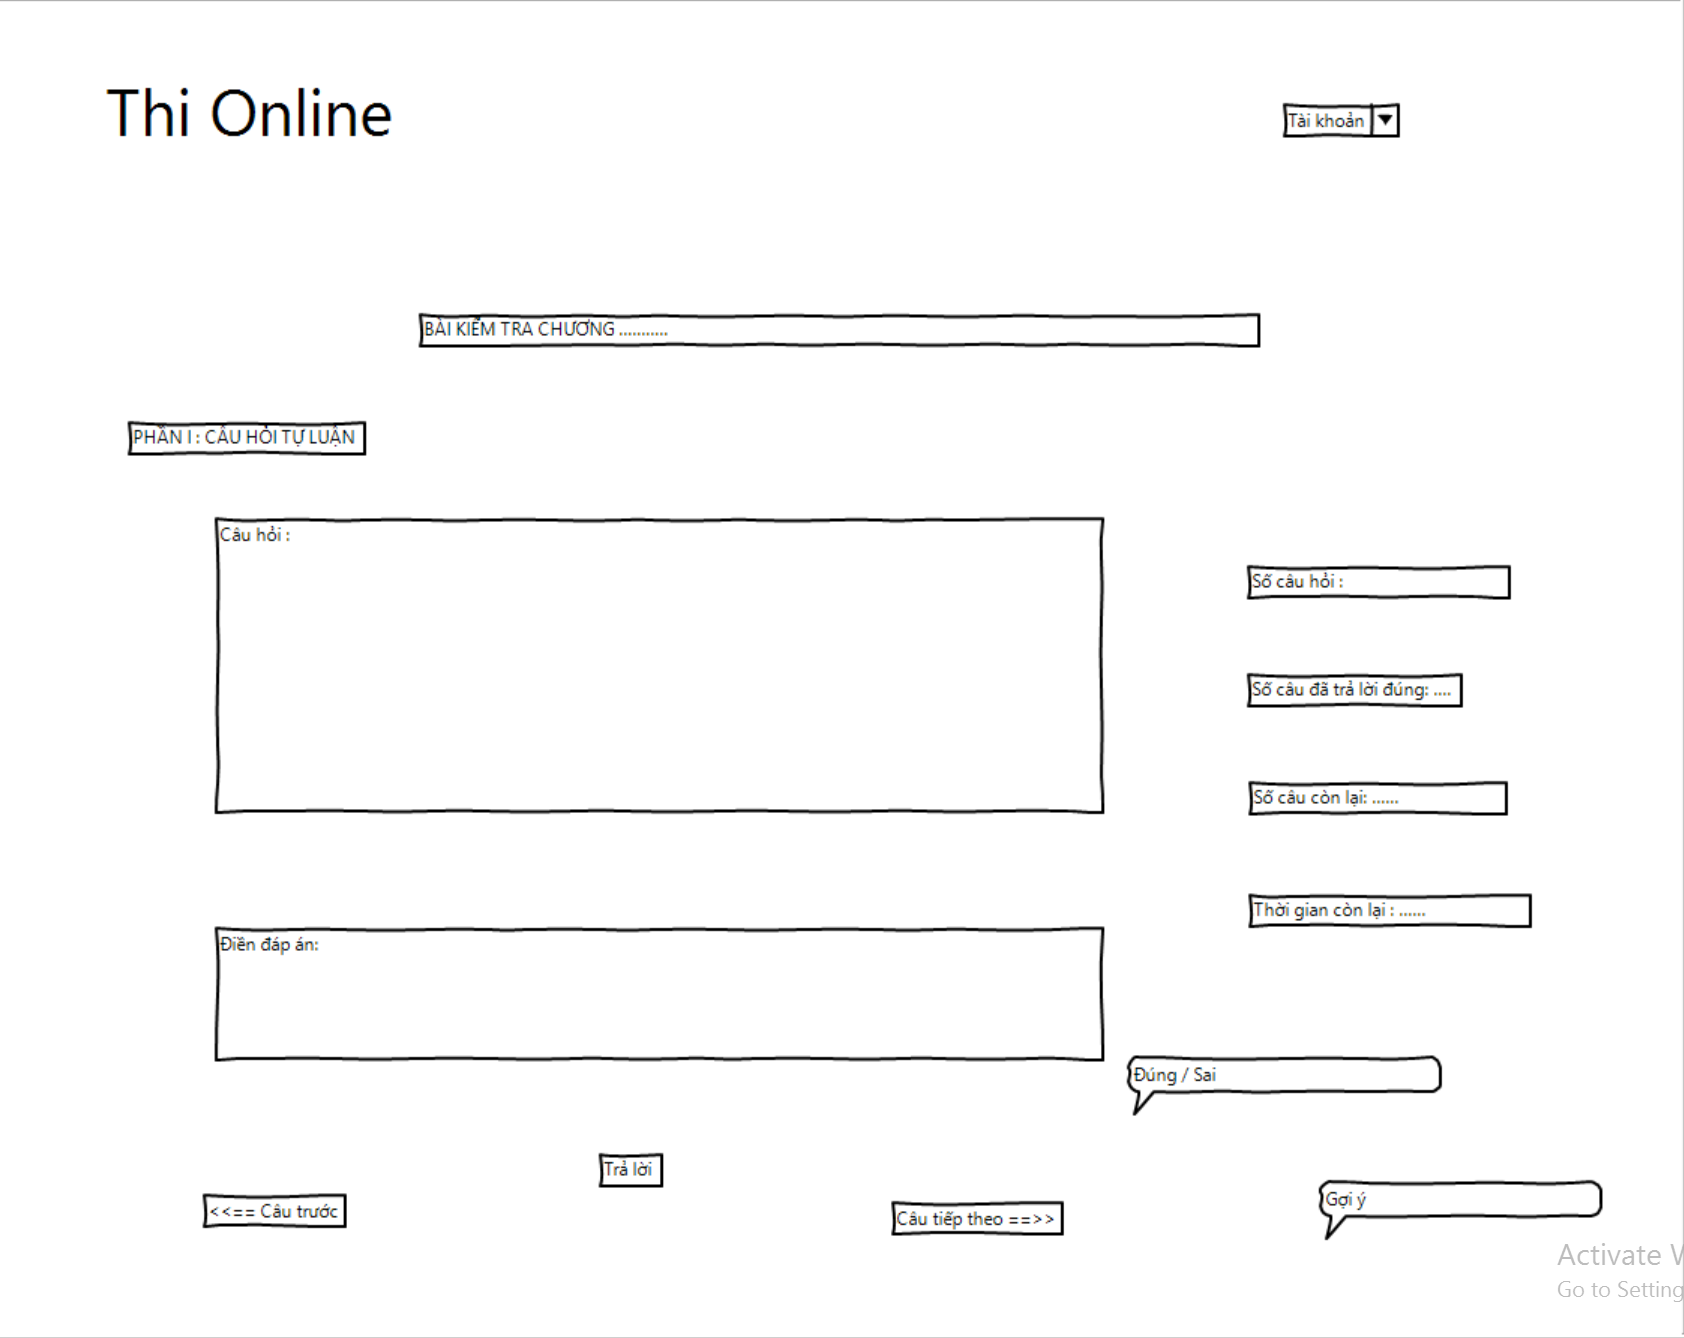 Thi Online
Tài khoản
BÀI KIỂM TRA CHƯƠNG ...........
PHẦN I : CÂU HỎI TỰ LUẬN
Câu hỏi :
Số câu hỏi :
Số câu đã trả lời đúng: ....
Số câu còn lại: ......
Thời gian còn lại : ......
Điền đáp án:
Đúng / Sai
Trả lời
<<== Câu trước
Câu tiếp theo ==>>
Gợi ý
Activate
Go to Setting